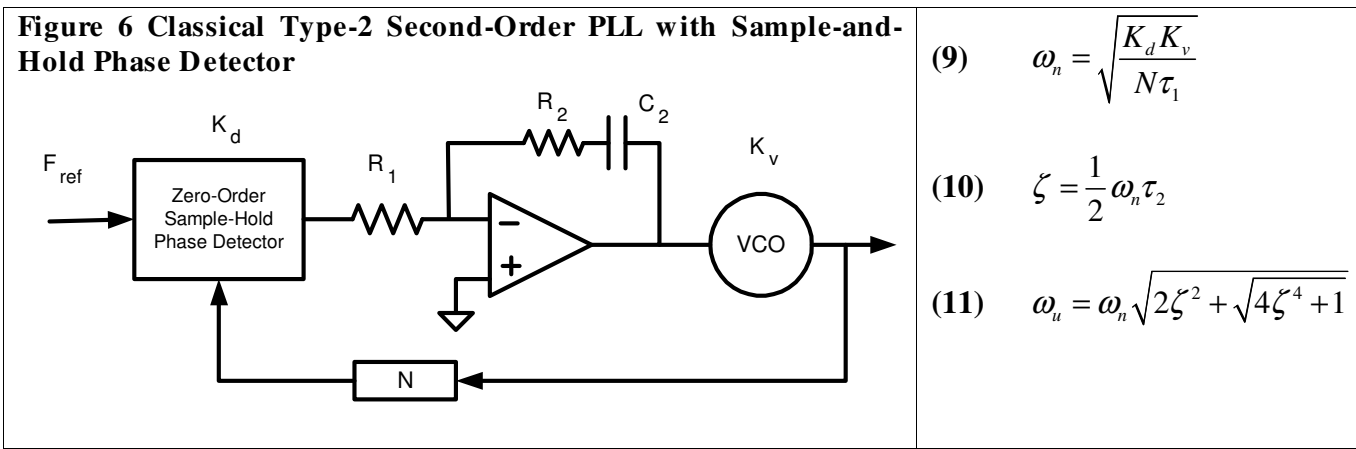 Figure 6 Classical Type-2 Second-Order PLL with Sample-and-
Hold Phase Detector
K_d
F_ref
Zero-Order
Sample-Hold
Phase Detector
R_1
R_2
C_2
−
+
K_v
VCO
N
(9) ω_n = √(K_d K_v / Nτ_1)
(10) ζ = 1/2 ω_n τ_2
(11) ω_u = ω_n √(2ζ² + √(4ζ⁴ + 1))